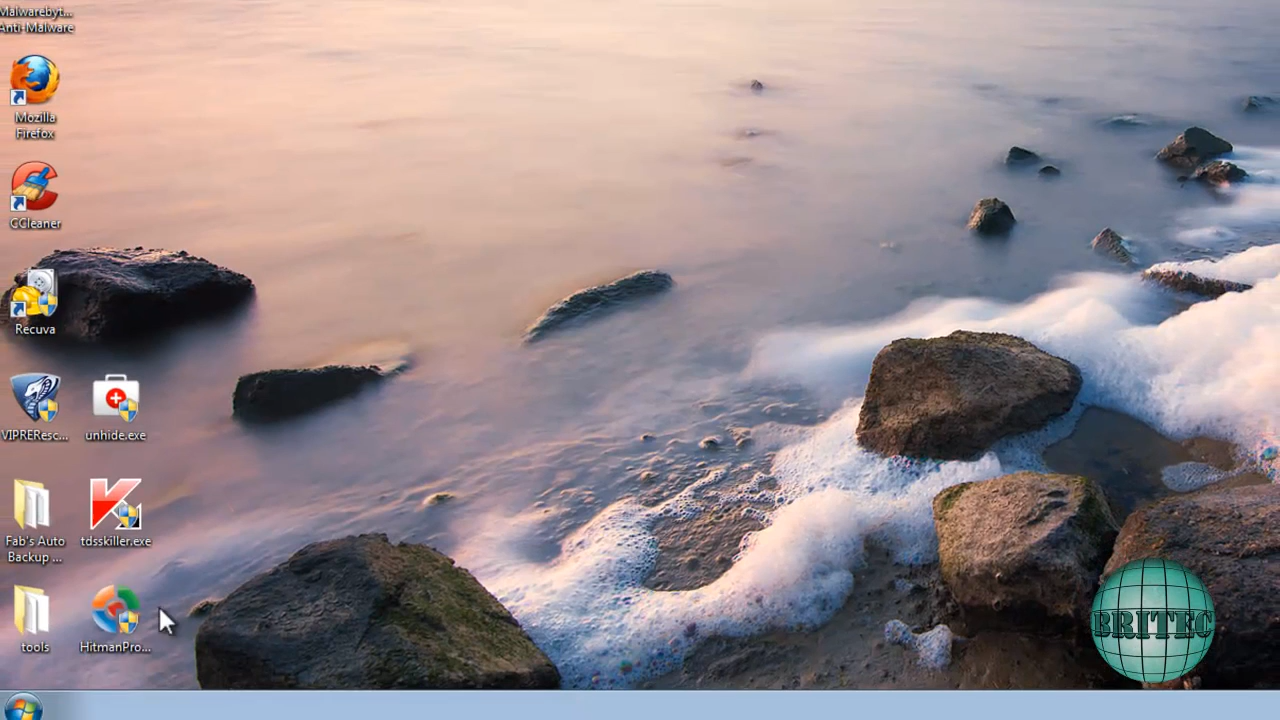 Malwarebyt...
Anti-Malware
Mozilla
Firefox
CCleaner
Recuva
VIPREResc...
unhide.exe
Fab's Auto
Backup ...
tdsskiller.exe
tools
HitmanPro...
BRITEC